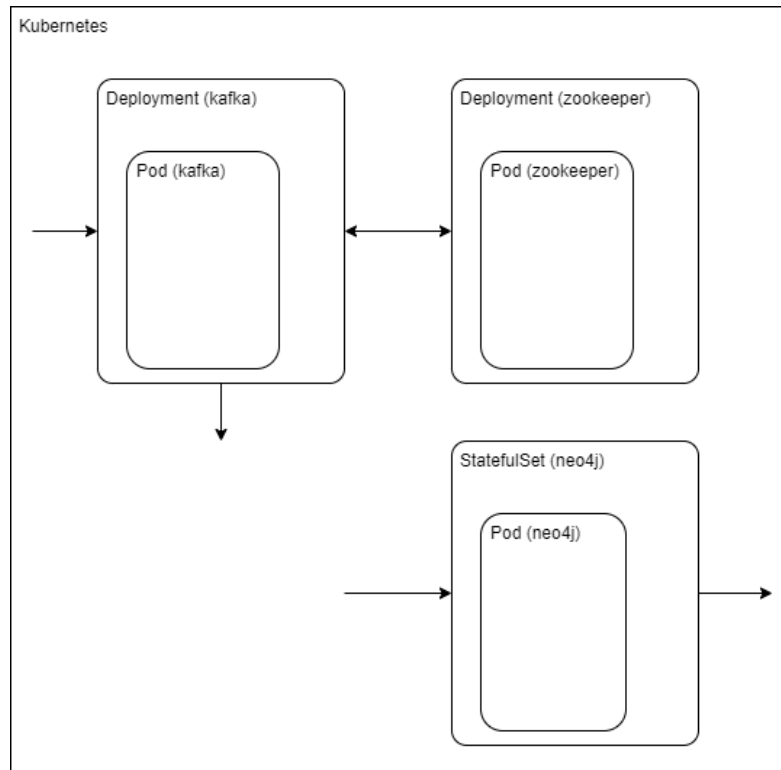 Kubernetes
Deployment (kafka)
Pod (kafka)
Deployment (zookeeper)
Pod (zookeeper)
StatefulSet (neo4j)
Pod (neo4j)